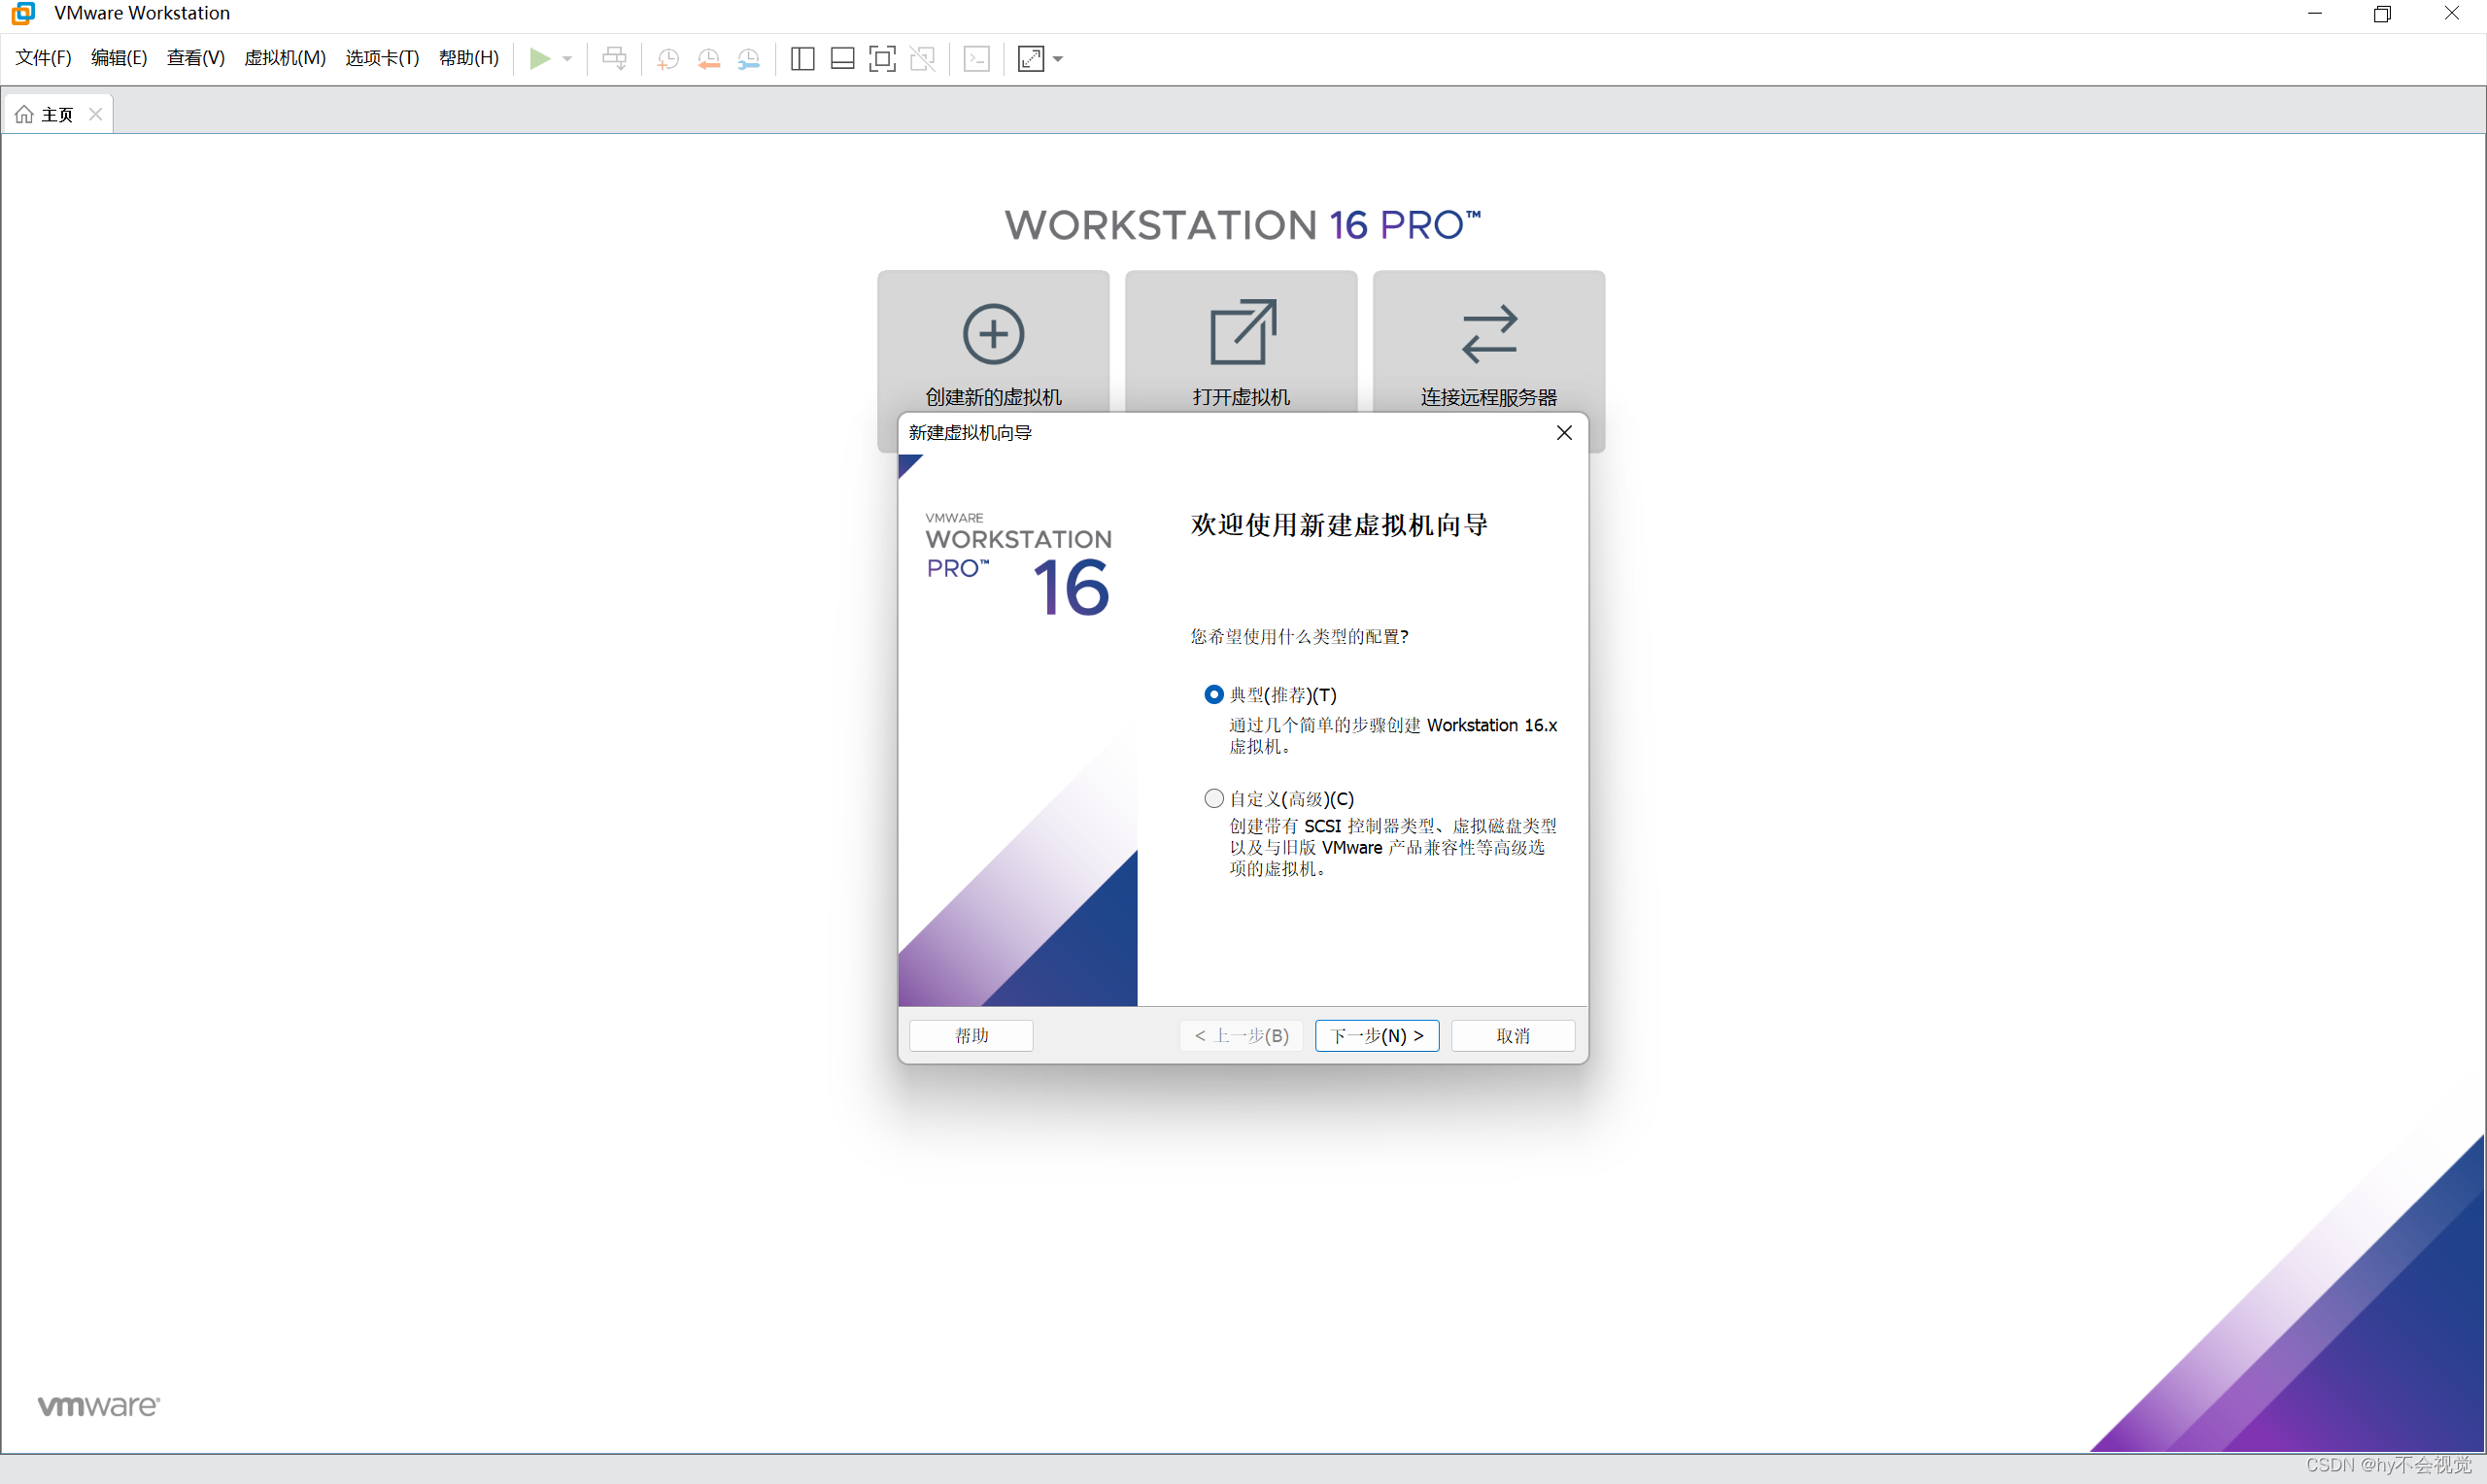 VMware Workstation
文件(F) 编辑(E) 查看(V) 虚拟机(M) 选项卡(T) 帮助(H)
主页
WORKSTATION 16 PRO™
创建新的虚拟机 打开虚拟机 连接远程服务器
新建虚拟机向导
VMWARE
WORKSTATION
PRO™ 16
欢迎使用新建虚拟机向导
您希望使用什么类型的配置?
典型(推荐)(T)
通过几个简单的步骤创建 Workstation 16.x
虚拟机。
自定义(高级)(C)
创建带有 SCSI 控制器类型、虚拟磁盘类型
以及与旧版 VMware 产品兼容性等高级选
项的虚拟机。
帮助 < 上一步(B) 下一步(N) > 取消
vmware®
CSDN @hy不会视觉